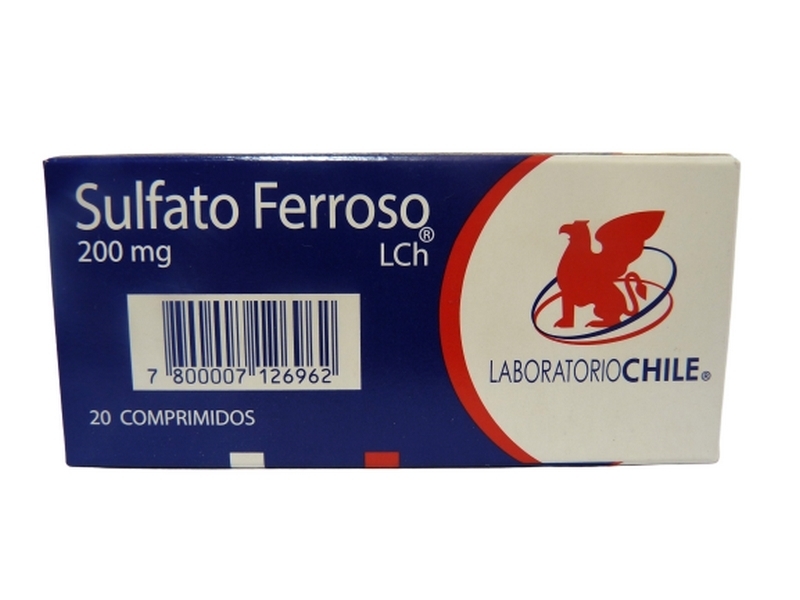 Sulfato Ferroso®
200 mg LCh
7 800007 126962
20 COMPRIMIDOS
LABORATORIOCHILE®